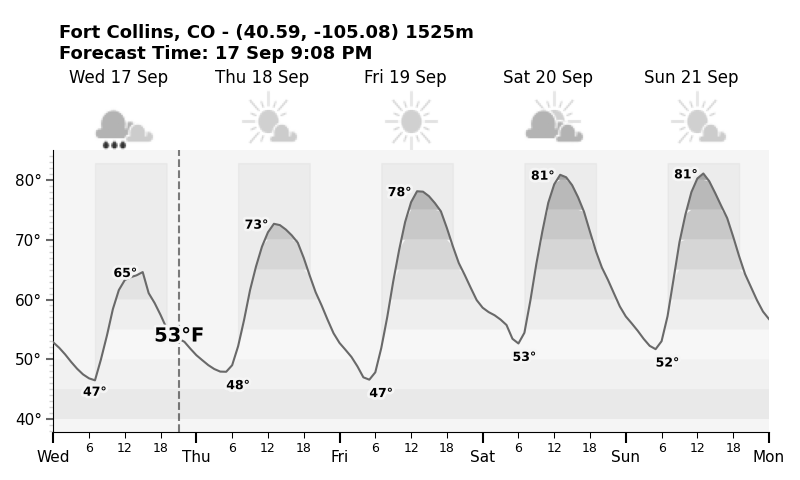 Fort Collins, CO - (40.59, -105.08) 1525m
Forecast Time: 17 Sep 9:08 PM
Wed 17 Sep Thu 18 Sep Fri 19 Sep Sat 20 Sep Sun 21 Sep
80°
70°
60°
50°
40°
65° 73° 78° 81° 81°
53°F
47° 48° 47° 53° 52°
6 12 18 6 12 18 6 12 18 6 12 18 6 12 18
Wed Thu Fri Sat Sun Mon